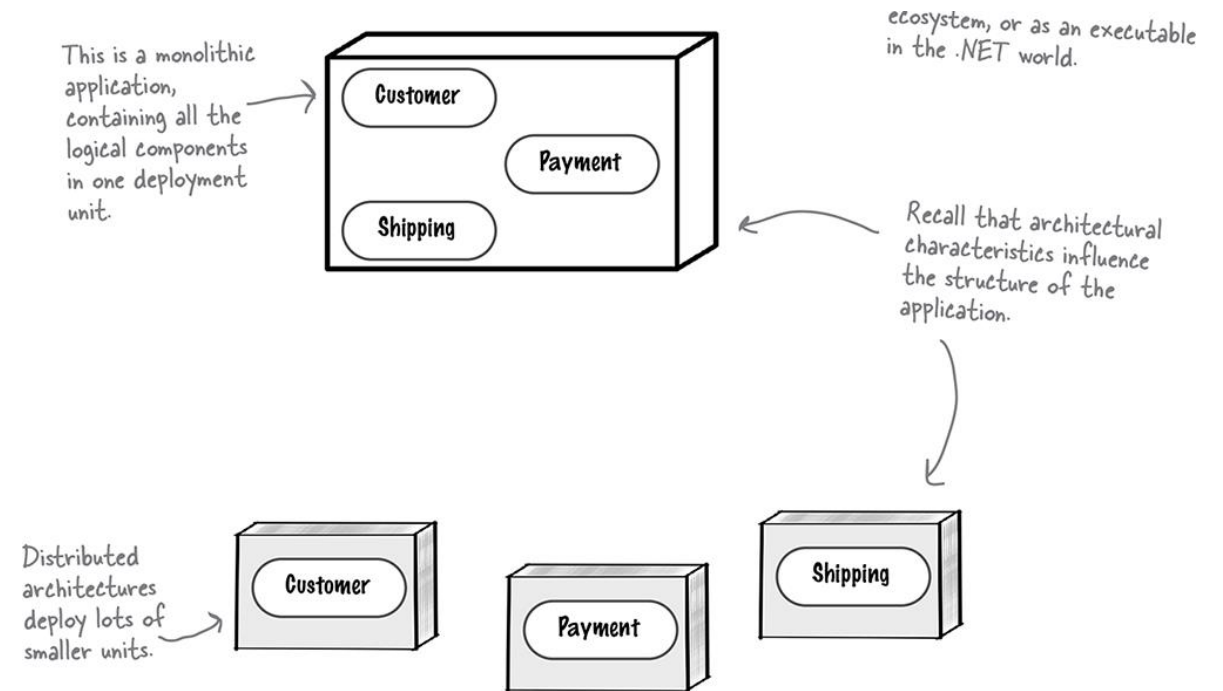 This is a monolithic
application,
containing all the
logical components
in one deployment
unit.
Customer
Payment
Shipping
ecosystem, or as an executable
in the .NET world.
Recall that architectural
characteristics influence
the structure of the
application.
Distributed
architectures
deploy lots of
smaller units.
Customer
Payment
Shipping